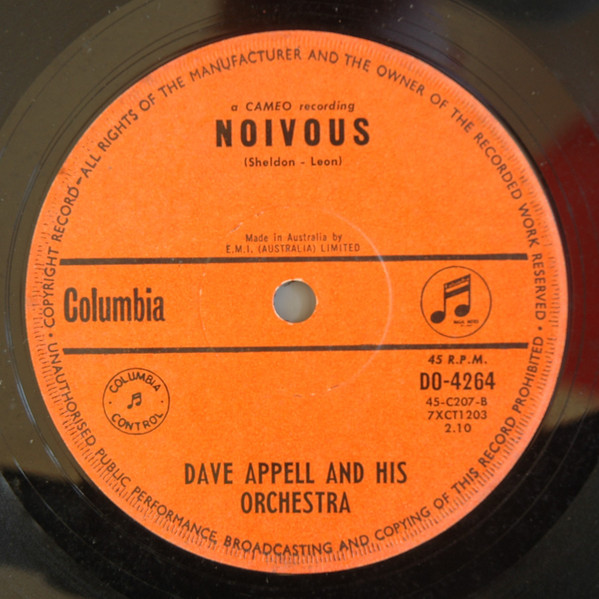 COPYRIGHT RECORD—ALL RIGHTS OF THE MANUFACTURER AND THE OWNER OF THE RECORDED WORK RESERVED •
a CAMEO recording
NOIVOUS
(Sheldon - Leon)
Made in Australia by
E.M.I. (AUSTRALIA) LIMITED
Columbia
45 R.P.M.
DO-4264
45-C207-B
7XCT1203
2.10
COLUMBIA
• CONTROL •
DAVE APPELL AND HIS
ORCHESTRA
UNAUTHORISED PUBLIC PERFORMANCE, BROADCASTING AND COPYING OF THIS RECORD PROHIBITED •